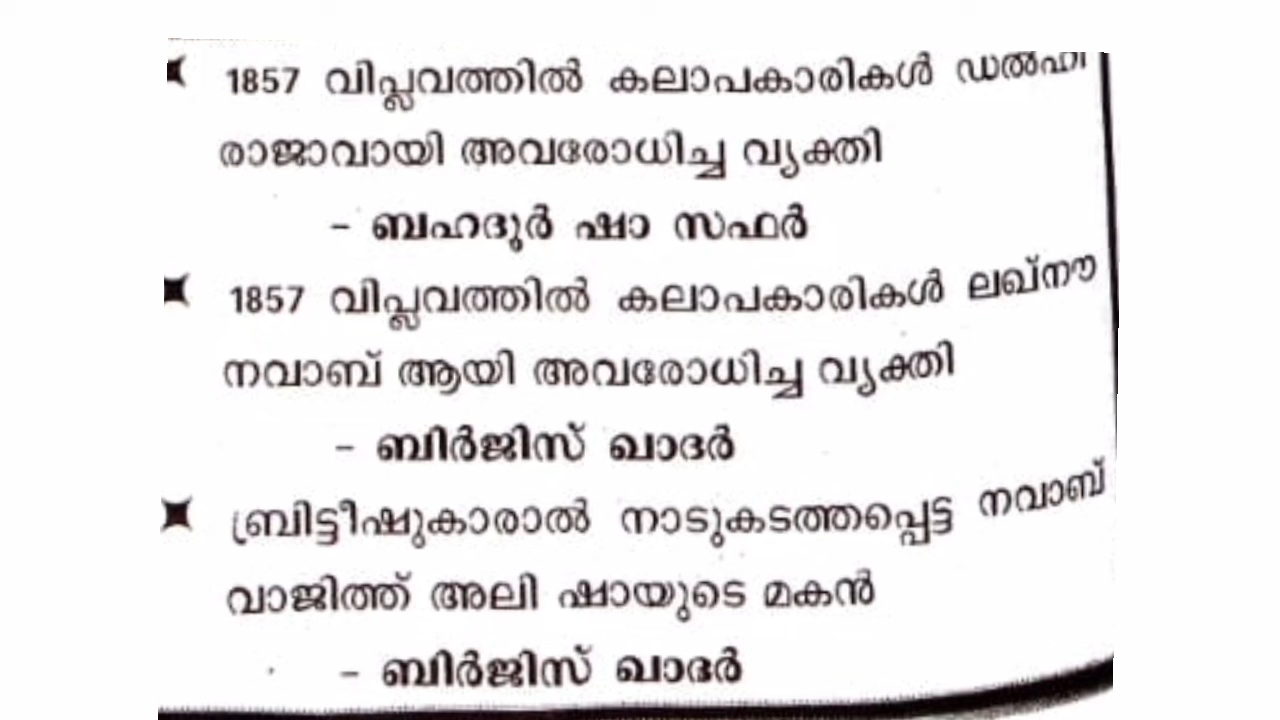 1857 വിപ്ലവത്തിൽ കലാപകാരികൾ ഡൽഹി
രാജാവായി അവരോധിച്ച വ്യക്തി
– ബഹദൂർ ഷാ സഫർ
1857 വിപ്ലവത്തിൽ കലാപകാരികൾ ലഖ്നൗ
നവാബ് ആയി അവരോധിച്ച വ്യക്തി
– ബിർജിസ് ഖാദർ
ബ്രിട്ടീഷുകാരാൽ നാടുകടത്തപ്പെട്ട നവാബ്
വാജിത്ത് അലി ഷായുടെ മകൻ
– ബിർജിസ് ഖാദർ